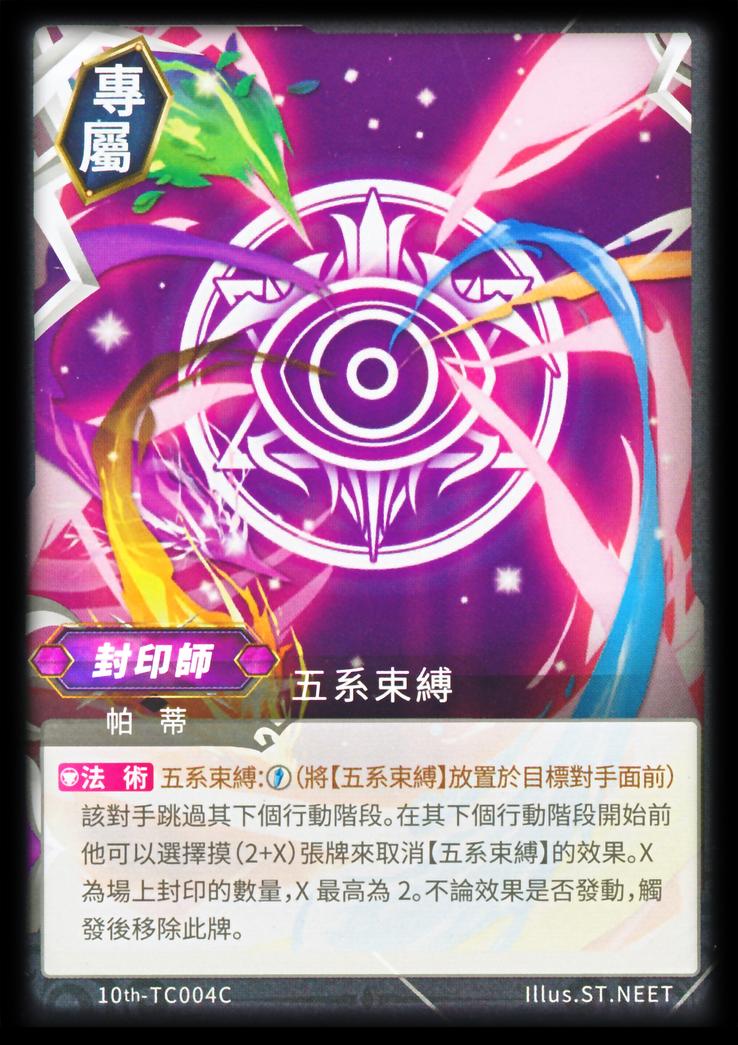 專
屬
封印師
五系束縛
帕蒂
法術 五系束縛:(將【五系束縛】放置於目標對手面前)
該對手跳過其下個行動階段。在其下個行動階段開始前
他可以選擇摸(2+X)張牌來取消【五系束縛】的效果。X
為場上封印的數量,X 最高為 2。不論效果是否發動,觸
發後移除此牌。
10th-TC004C
Illus.ST.NEET